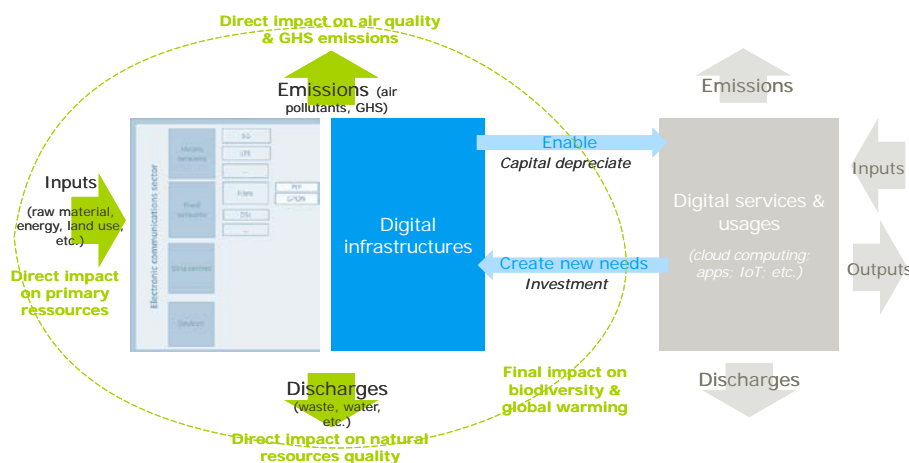 Direct impact on air quality
& GHS emissions
Emissions (air
pollutants, GHS)
Inputs
(raw material,
energy, land use,
etc.)
Direct impact
on primary
ressources
Electronic communications sector
Mobile
networks
5G
LTE
...
Fixed
networks
Fibre
P2P
GPON
DSL
...
Data centres
Devices
Digital
infrastructures
Enable
Capital depreciate
Create new needs
Investment
Discharges
(waste, water,
etc.)
Direct impact on natural
resources quality
Final impact on
biodiversity &
global warming
Emissions
Digital services &
usages
(cloud computing;
apps; IoT; etc.)
Inputs
Outputs
Discharges